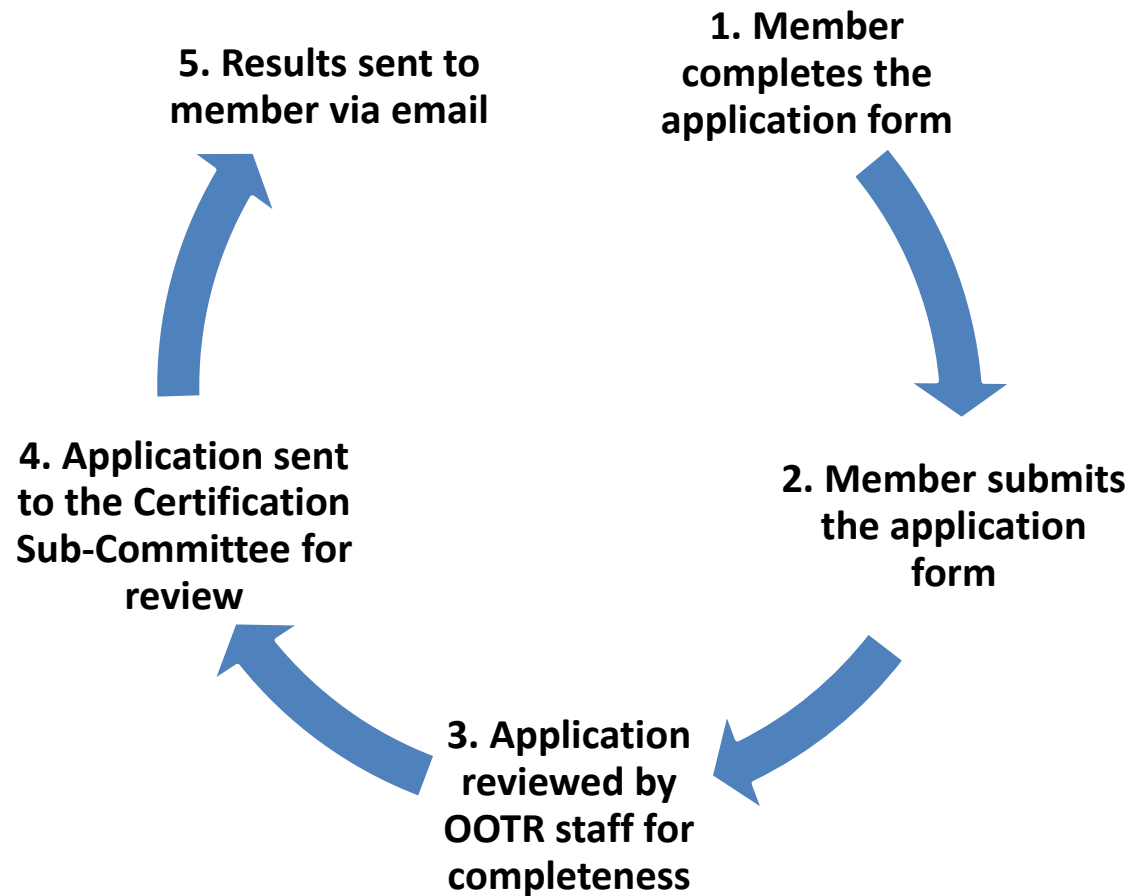 1. Member
completes the
application form
2. Member submits
the application
form
3. Application
reviewed by
OOTR staff for
completeness
4. Application sent
to the Certification
Sub-Committee for
review
5. Results sent to
member via email